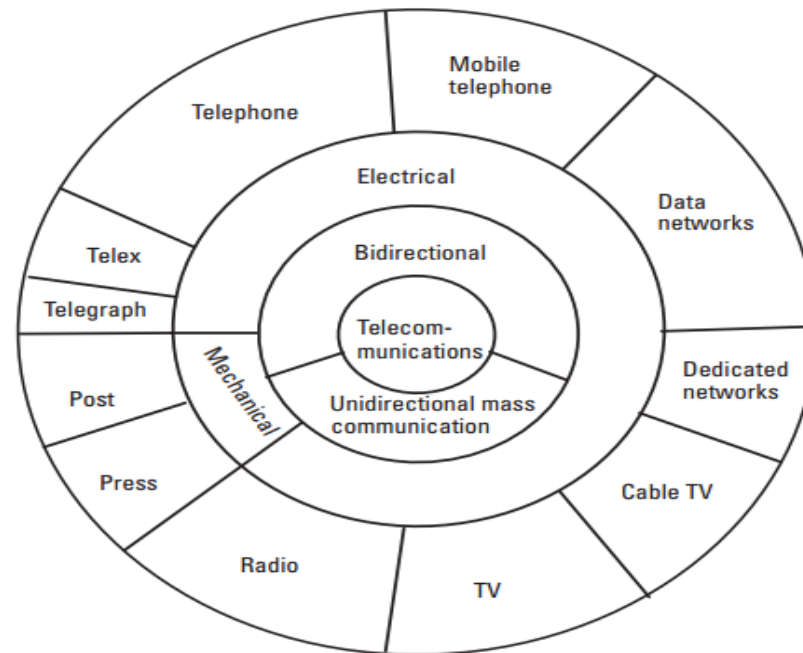 Mobile
telephone
Telephone
Electrical
Data
networks
Bidirectional
Telex
Telegraph
Telecom-
munications
Mechanical
Dedicated
networks
Post
Unidirectional mass
communication
Press
Cable TV
Radio
TV